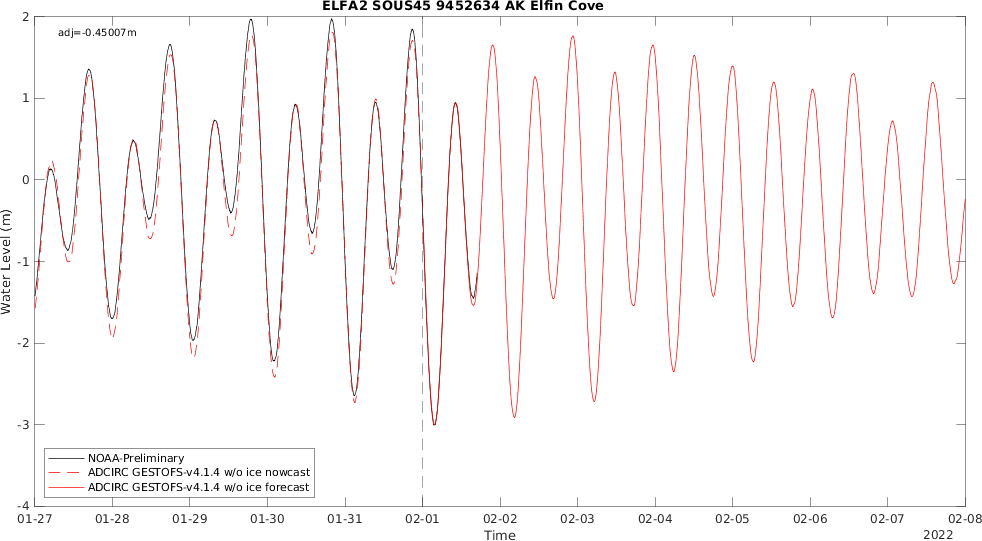 ELFA2 SOUS45 9452634 AK Elfin Cove
adj=-0.45007m
2
1
0
-1
-2
-3
-4
Water Level (m)
NOAA-Preliminary
ADCIRC GESTOFS-v4.1.4 w/o ice nowcast
ADCIRC GESTOFS-v4.1.4 w/o ice forecast
01-27 01-28 01-29 01-30 01-31 02-01 02-02 02-03 02-04 02-05 02-06 02-07 02-08
Time
2022